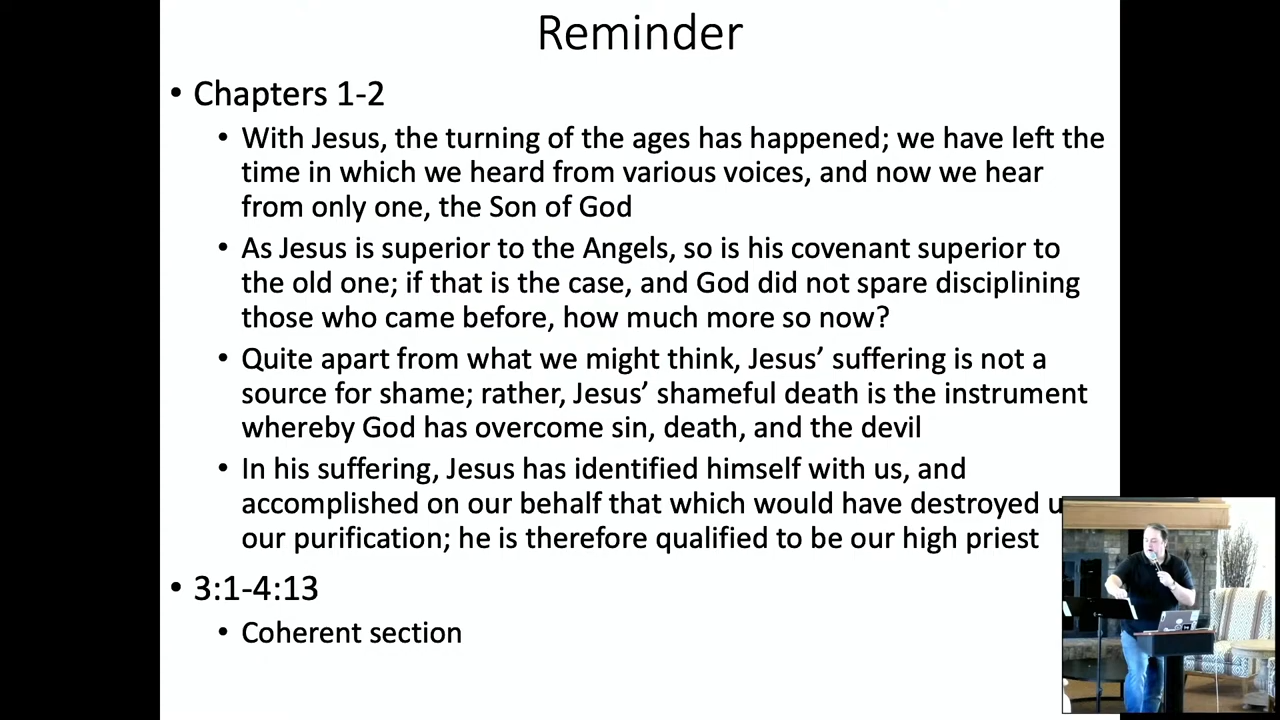 Reminder
• Chapters 1-2
• With Jesus, the turning of the ages has happened; we have left the
time in which we heard from various voices, and now we hear
from only one, the Son of God
• As Jesus is superior to the Angels, so is his covenant superior to
the old one; if that is the case, and God did not spare disciplining
those who came before, how much more so now?
• Quite apart from what we might think, Jesus’ suffering is not a
source for shame; rather, Jesus’ shameful death is the instrument
whereby God has overcome sin, death, and the devil
• In his suffering, Jesus has identified himself with us, and
accomplished on our behalf that which would have destroyed
our purification; he is therefore qualified to be our high priest
• 3:1-4:13
• Coherent section